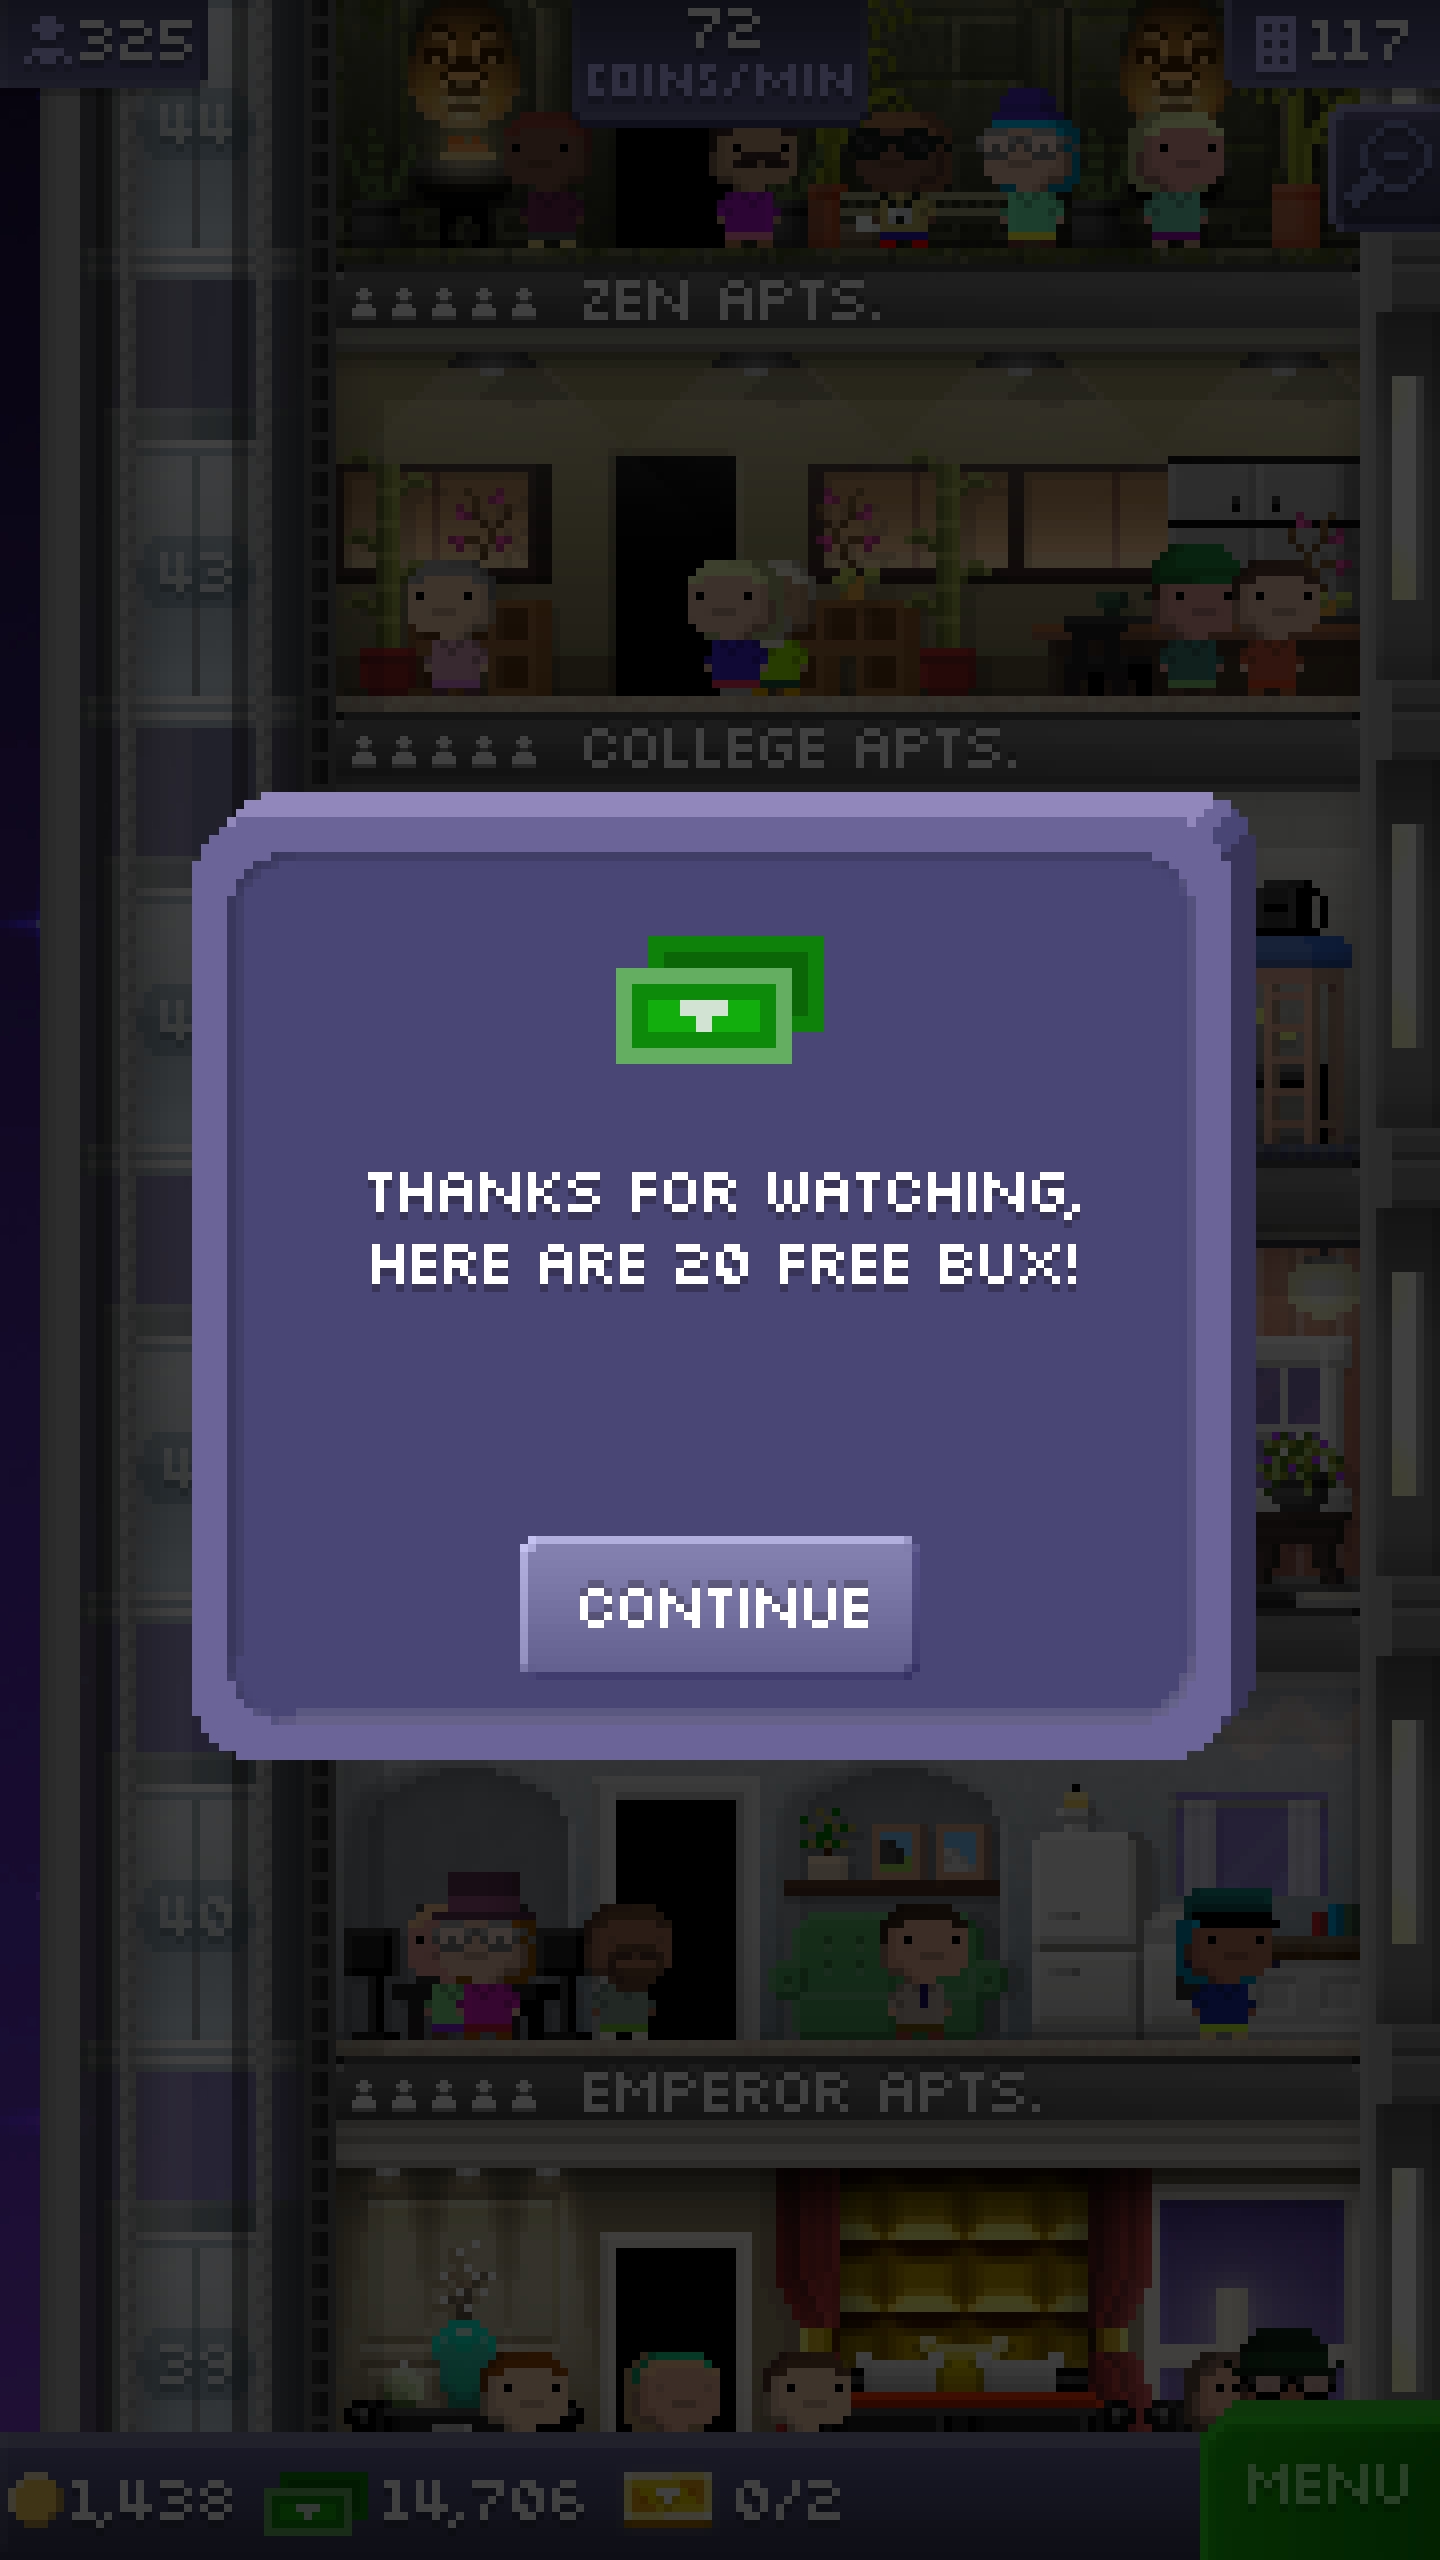 325
72
COINS/MIN
117
44
ZEN APTS.
43
COLLEGE APTS.
THANKS FOR WATCHING,
HERE ARE 20 FREE BUX!
CONTINUE
40
EMPEROR APTS.
39
1,438
14,706
0/2
MENU